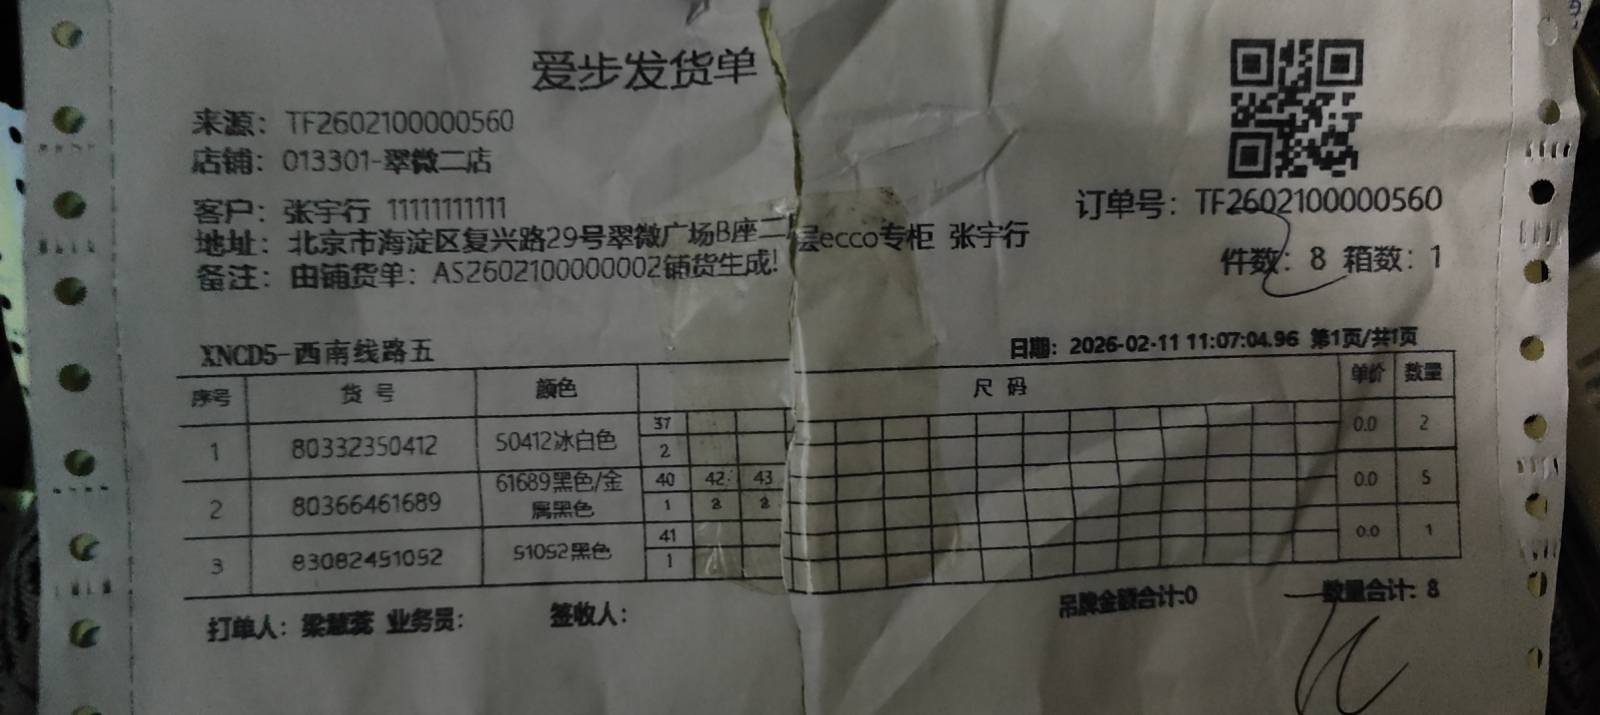 爱步发货单
来源：TF2602100000560
店铺：013301-翠微二店
客户：张宇行 11111111111
订单号：TF2602100000560
地址：北京市海淀区复兴路29号翠微广场B座二层ecco专柜 张宇行
备注：由铺货单：AS2602100000002铺货生成!
件数：8 箱数：1
XNCD5-西南线路五
日期：2026-02-11 11:07:04.96 第1页/共1页
序号 货号 颜色 尺码 单价 数量
1 80332350412 50412冰白色 37 0.0 2
2
2 80366461689 61689黑色/金属黑色 40 42 43 0.0 5
1 2 2
3 83082451052 51052黑色 41 0.0 1
1
吊牌金额合计:0 数量合计: 8
打单人：梁慧蕊 业务员： 签收人：